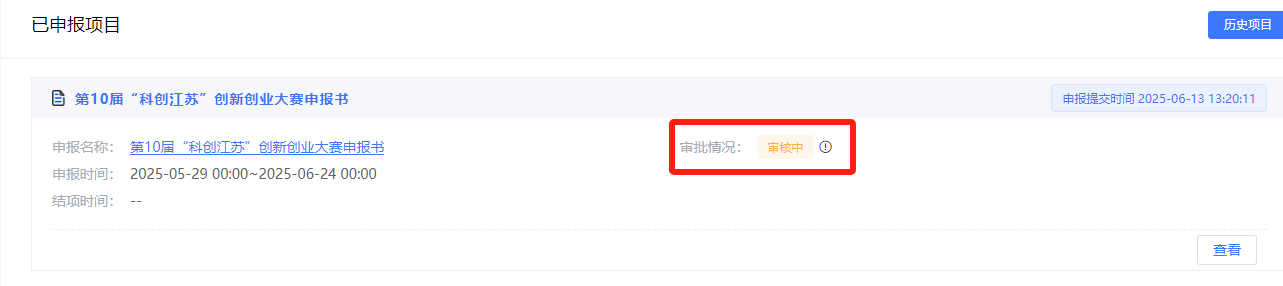 已申报项目
历史项目
第10届“科创江苏”创新创业大赛申报书
申报提交时间 2025-06-13 13:20:11
申报名称： 第10届“科创江苏”创新创业大赛申报书
审批情况： 审核中
申报时间： 2025-05-29 00:00~2025-06-24 00:00
结项时间： --
查看